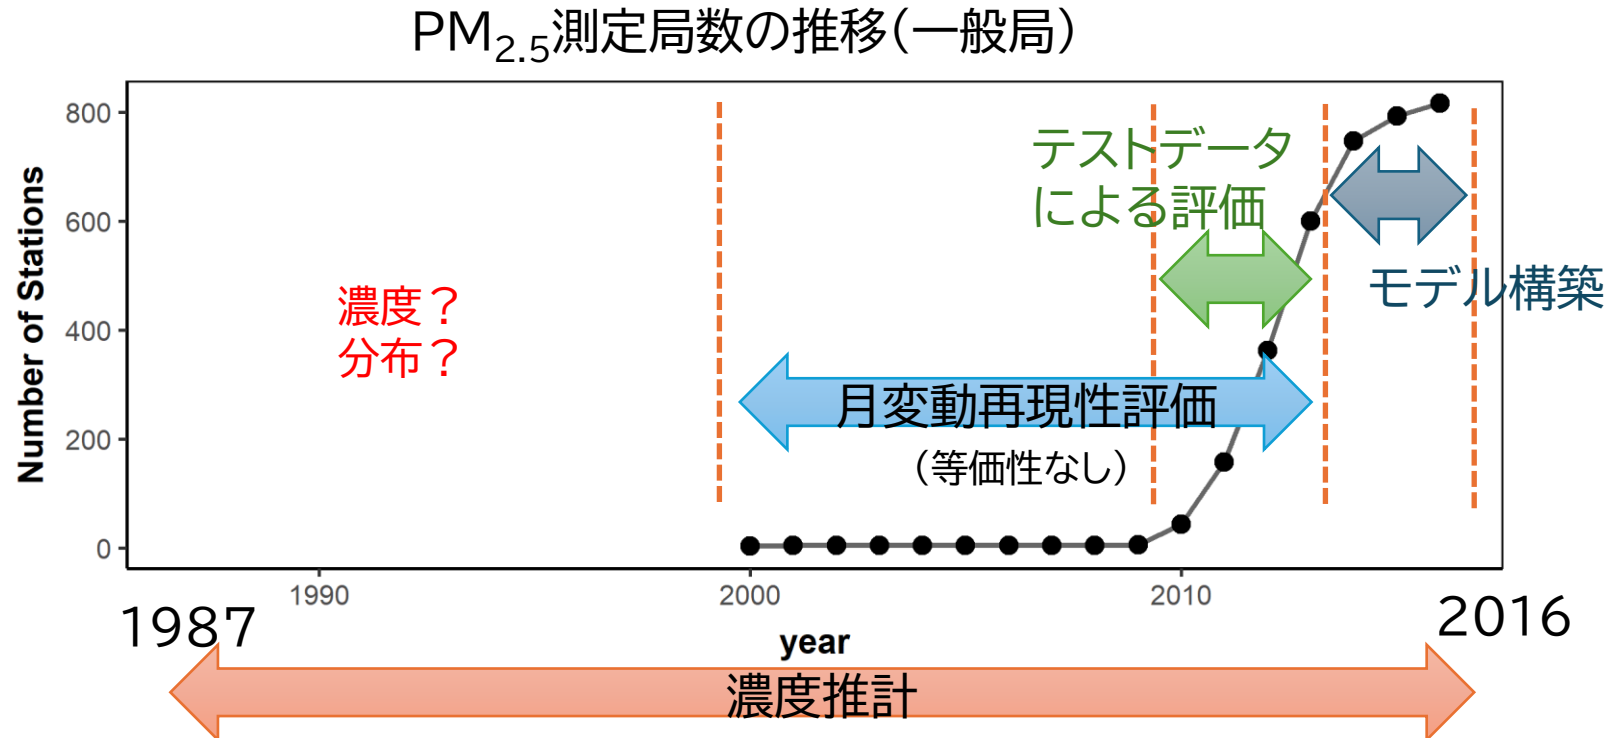 PM2.5測定局数の推移（一般局）
Number of Stations
800
600
400
200
0
濃度？
分布？
テストデータ
による評価
モデル構築
月変動再現性評価
（等価性なし）
1990
2000
2010
1987
2016
year
濃度推計